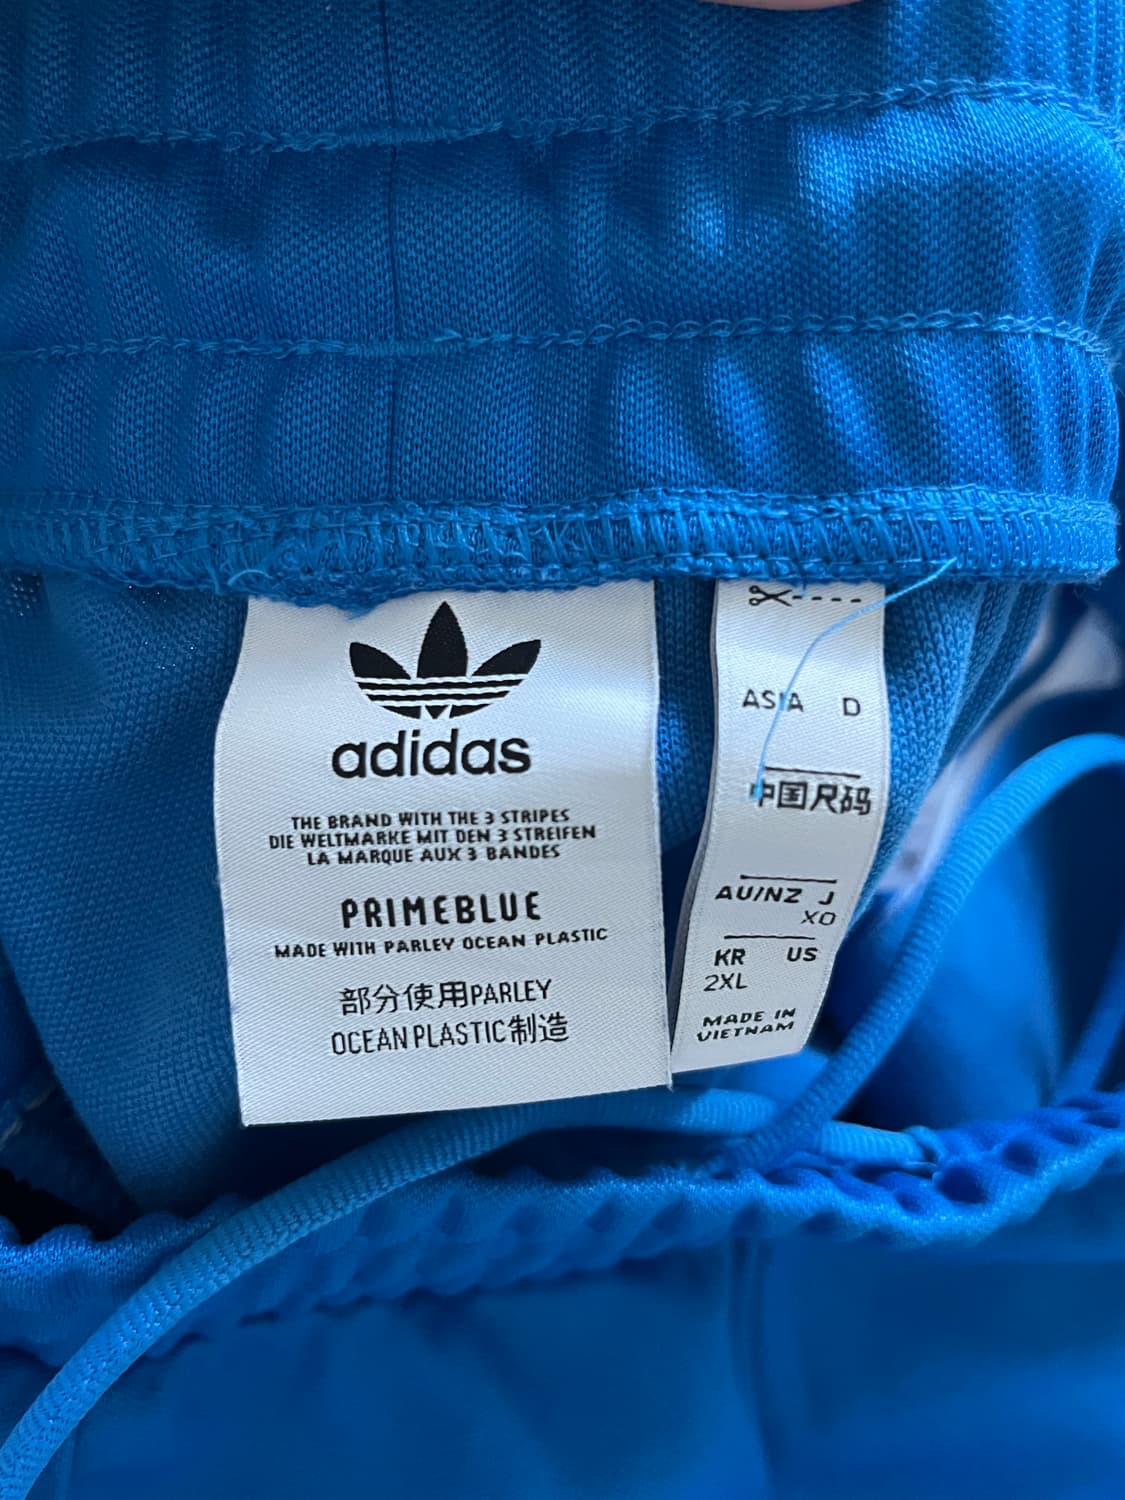 adidas
THE BRAND WITH THE 3 STRIPES
DIE WELTMARKE MIT DEN 3 STREIFEN
LA MARQUE AUX 3 BANDES
PRIMEBLUE
MADE WITH PARLEY OCEAN PLASTIC
部分使用PARLEY
OCEAN PLASTIC制造
ASIA D
中国尺码
AU/NZ J
XO
KR US
2XL
MADE IN
VIETNAM